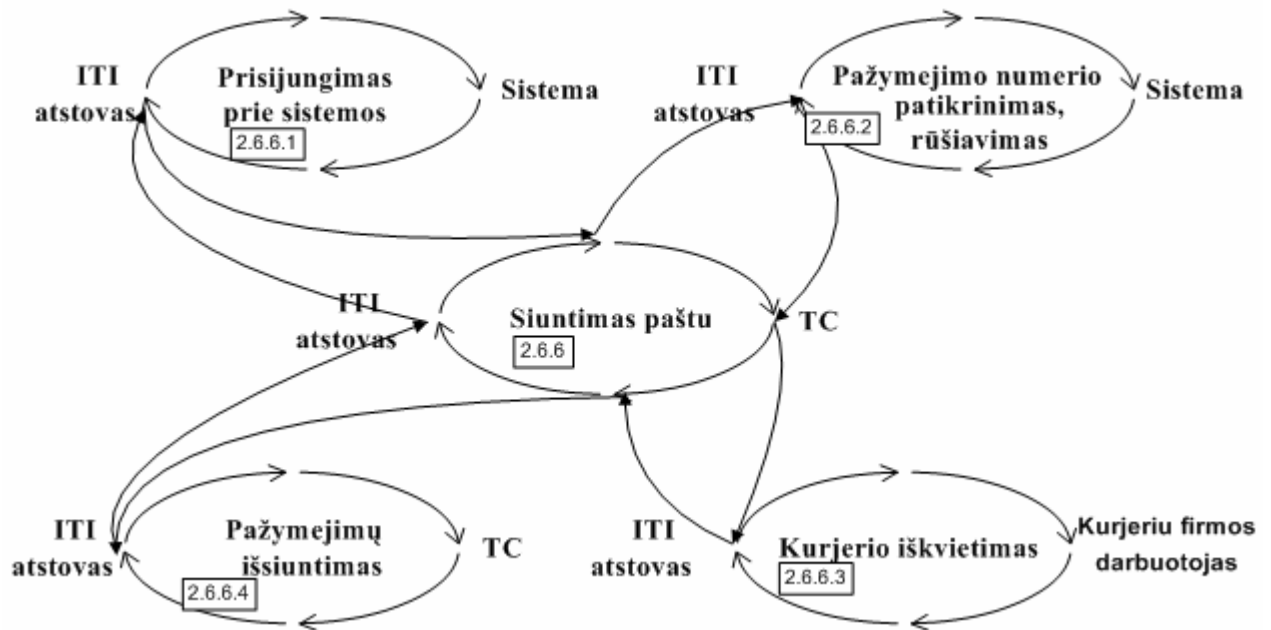 ITI
atstovas
Prisijungimas
prie sistemos
2.6.6.1
Sistema
ITI
atstovas
Pažymejimo numerio
patikrinimas,
rūšiavimas
2.6.6.2
Sistema
ITI
atstovas
Siuntimas paštu
2.6.6
TC
ITI
atstovas
Pažymejimų
išsiuntimas
2.6.6.4
TC
ITI
atstovas
Kurjerio iškvietimas
2.6.6.3
Kurjeriu firmos
darbuotojas